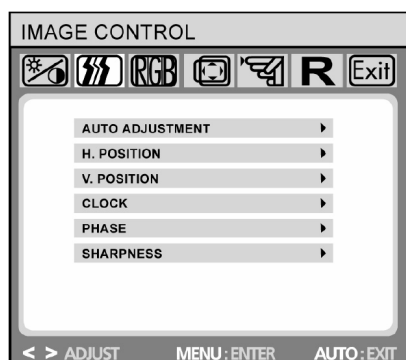 IMAGE CONTROL
RGB R Exit
AUTO ADJUSTMENT
H. POSITION
V. POSITION
CLOCK
PHASE
SHARPNESS
< > ADJUST MENU : ENTER AUTO : EXIT